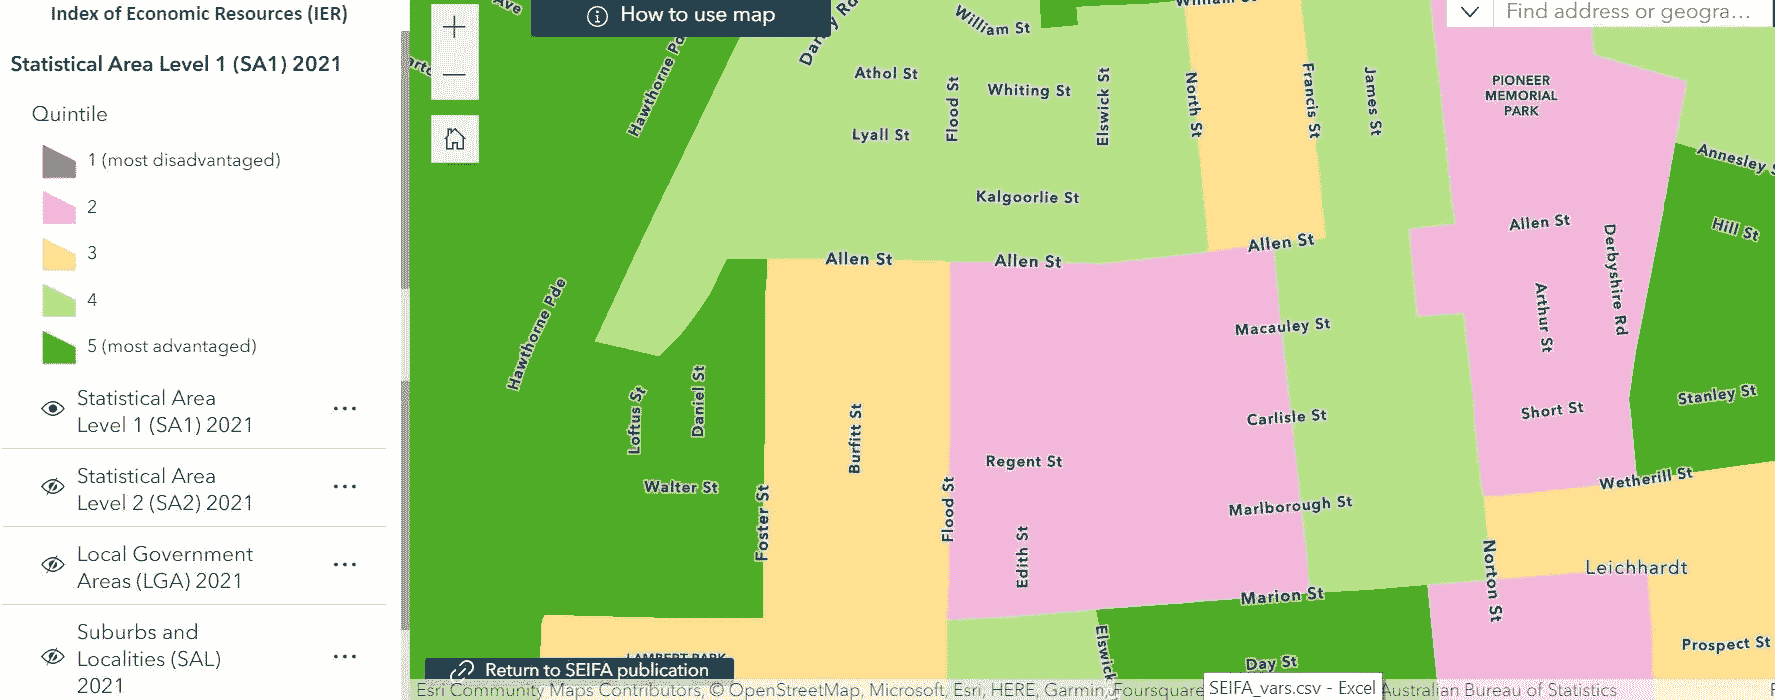 Index of Economic Resources (IER)
Statistical Area Level 1 (SA1) 2021
Quintile
1 (most disadvantaged)
2
3
4
5 (most advantaged)
Statistical Area
Level 1 (SA1) 2021
Statistical Area
Level 2 (SA2) 2021
Local Government
Areas (LGA) 2021
Suburbs and
Localities (SAL)
2021
How to use map
Find address or geogra...
Ave
Hawthorne Pde
William St
William St
Athol St
Flood St
Whiting St
Elswick St
North St
Francis St
James St
PIONEER
MEMORIAL
PARK
Lyall St
Kalgoorlie St
Annesley S
Allen St
Allen St
Allen St
Allen St
Hill St
Derbyshire Rd
Hawthorne Pde
Macauley St
Arthur St
Loftus St
Daniel St
Burfitt St
Carlisle St
Short St
Stanley St
Regent St
Walter St
Foster St
Flood St
Marlborough St
Wetherill St
Edith St
Norton St
Leichhardt
Marion St
Elswick
Day St
Prospect St
LAMBERT PARK
Return to SEIFA publication
Esri Community Maps Contributors, © OpenStreetMap, Microsoft, Esri, HERE, Garmin, Foursquare
SEIFA_vars.csv - Excel
Australian Bureau of Statistics